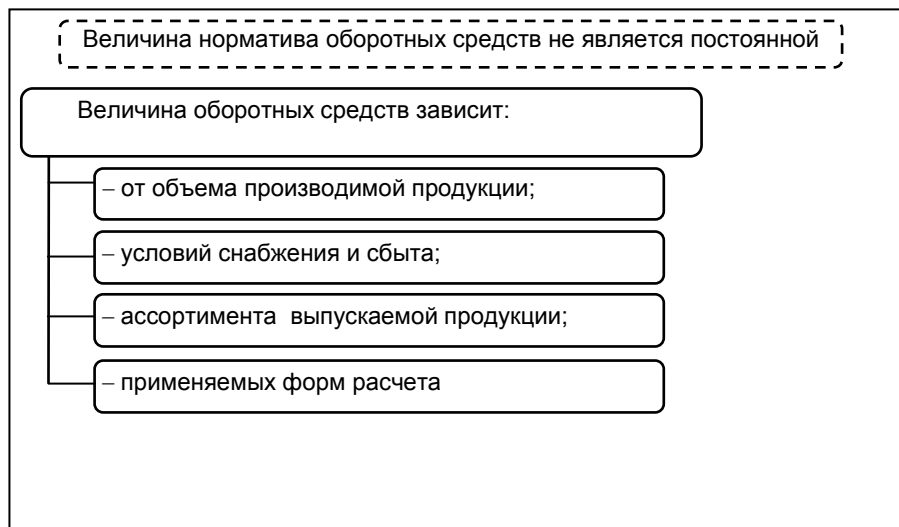 Величина норматива оборотных средств не является постоянной
Величина оборотных средств зависит:
– от объема производимой продукции;
– условий снабжения и сбыта;
– ассортимента выпускаемой продукции;
– применяемых форм расчета